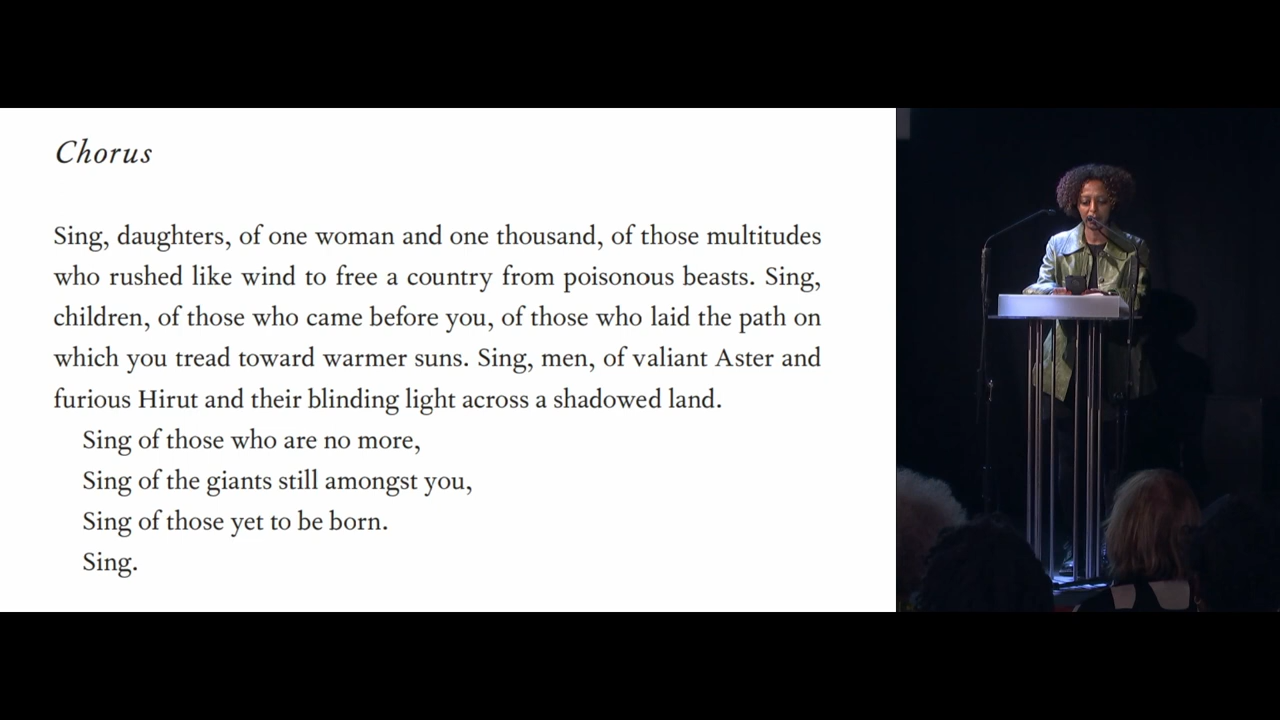 Chorus
Sing, daughters, of one woman and one thousand, of those multitudes
who rushed like wind to free a country from poisonous beasts. Sing,
children, of those who came before you, of those who laid the path on
which you tread toward warmer suns. Sing, men, of valiant Aster and
furious Hirut and their blinding light across a shadowed land.
Sing of those who are no more,
Sing of the giants still amongst you,
Sing of those yet to be born.
Sing.